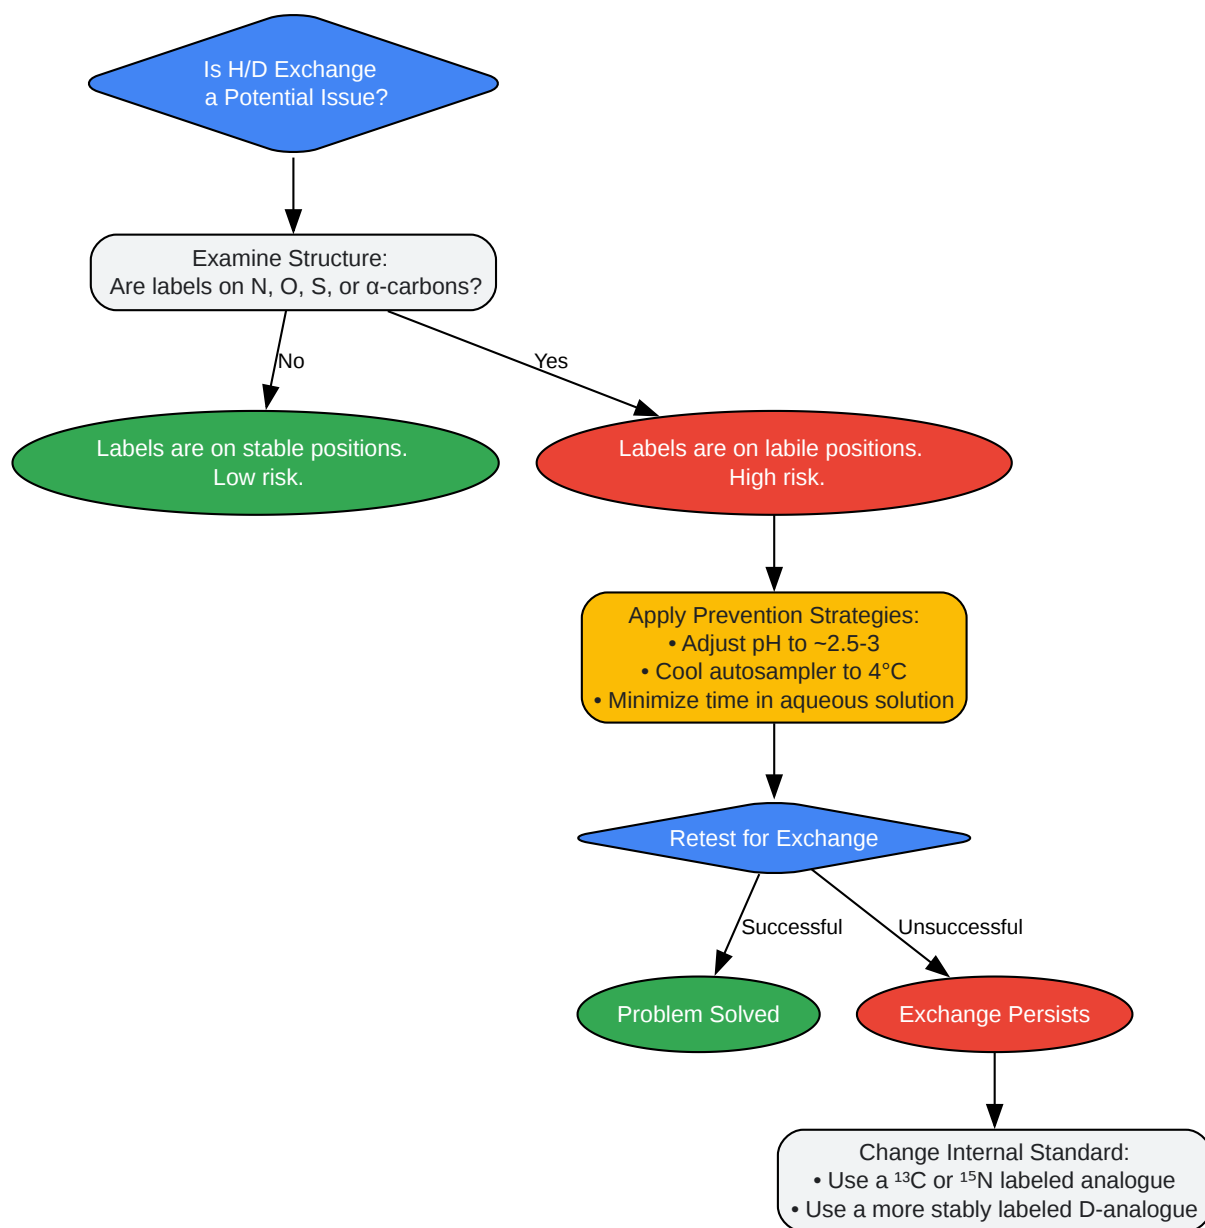 Is H/D Exchange
a Potential Issue?
Examine Structure:
Are labels on N, O, S, or α-carbons?
No
Yes
Labels are on stable positions.
Low risk.
Labels are on labile positions.
High risk.
Apply Prevention Strategies:
• Adjust pH to ~2.5-3
• Cool autosampler to 4°C
• Minimize time in aqueous solution
Retest for Exchange
Successful
Unsuccessful
Problem Solved
Exchange Persists
Change Internal Standard:
• Use a ¹³C or ¹⁵N labeled analogue
• Use a more stably labeled D-analogue